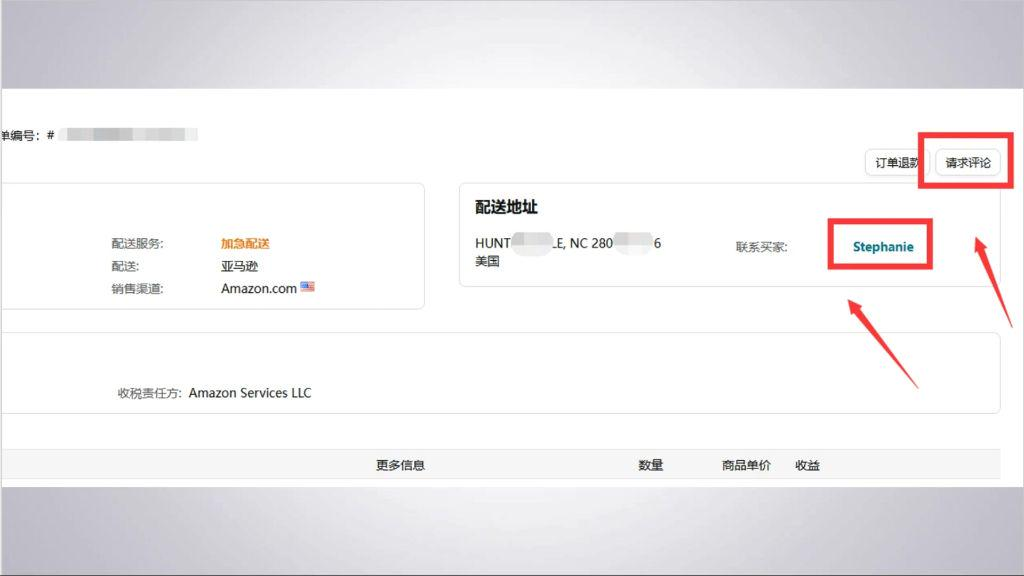 单编号: #
订单退款
请求评论
配送地址
配送服务:
加急配送
HUNT LE, NC 280 6
联系买家:
Stephanie
美国
配送:
亚马逊
销售渠道:
Amazon.com
收税责任方: Amazon Services LLC
更多信息
数量
商品单价
收益